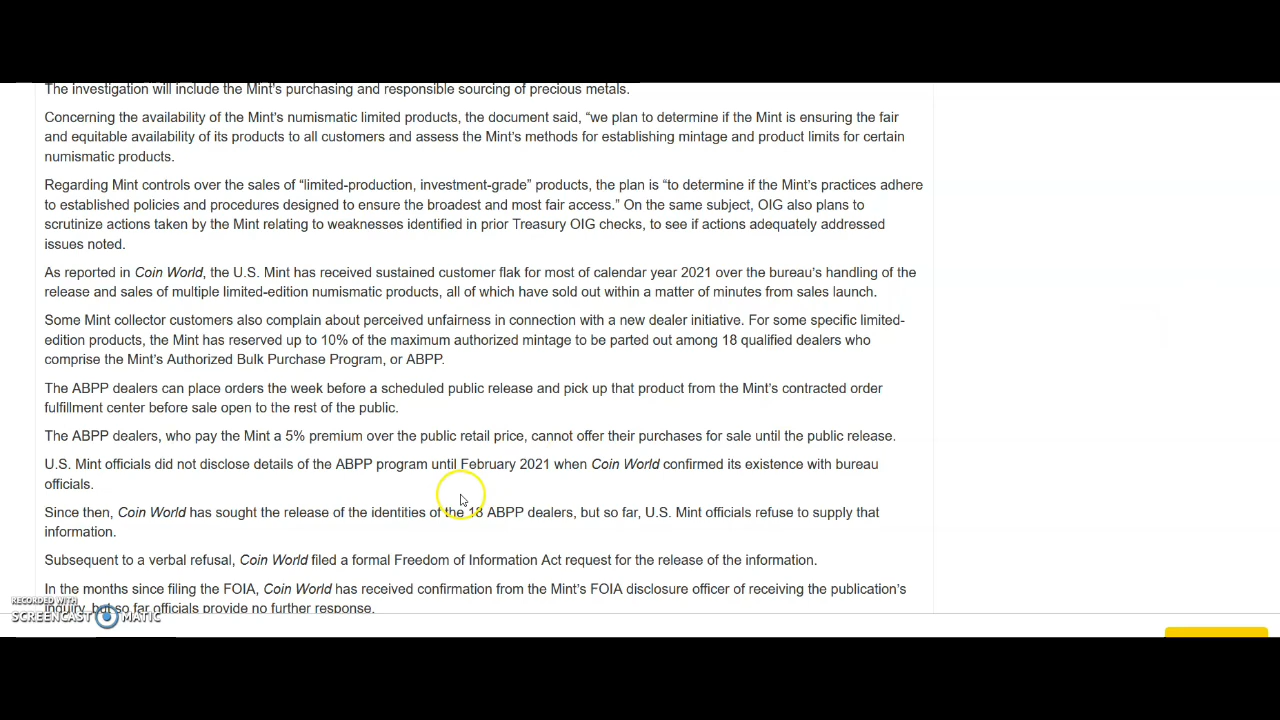 The investigation will include the Mint's purchasing and responsible sourcing of precious metals.
Concerning the availability of the Mint's numismatic limited products, the document said, “we plan to determine if the Mint is ensuring the fair
and equitable availability of its products to all customers and assess the Mint's methods for establishing mintage and product limits for certain
numismatic products.
Regarding Mint controls over the sales of “limited-production, investment-grade” products, the plan is “to determine if the Mint's practices adhere
to established policies and procedures designed to ensure the broadest and most fair access.” On the same subject, OIG also plans to
scrutinize actions taken by the Mint relating to weaknesses identified in prior Treasury OIG checks, to see if actions adequately addressed
issues noted.
As reported in Coin World, the U.S. Mint has received sustained customer flak for most of calendar year 2021 over the bureau's handling of the
release and sales of multiple limited-edition numismatic products, all of which have sold out within a matter of minutes from sales launch.
Some Mint collector customers also complain about perceived unfairness in connection with a new dealer initiative. For some specific limited-
edition products, the Mint has reserved up to 10% of the maximum authorized mintage to be parted out among 18 qualified dealers who
comprise the Mint's Authorized Bulk Purchase Program, or ABPP.
The ABPP dealers can place orders the week before a scheduled public release and pick up that product from the Mint's contracted order
fulfillment center before sale open to the rest of the public.
The ABPP dealers, who pay the Mint a 5% premium over the public retail price, cannot offer their purchases for sale until the public release.
U.S. Mint officials did not disclose details of the ABPP program until February 2021 when Coin World confirmed its existence with bureau
officials.
Since then, Coin World has sought the release of the identities of the 18 ABPP dealers, but so far, U.S. Mint officials refuse to supply that
information.
Subsequent to a verbal refusal, Coin World filed a formal Freedom of Information Act request for the release of the information.
In the months since filing the FOIA, Coin World has received confirmation from the Mint's FOIA disclosure officer of receiving the publication's
inquiry, but so far officials provide no further response.
RECORDED WITH
SCREENCAST MATIC